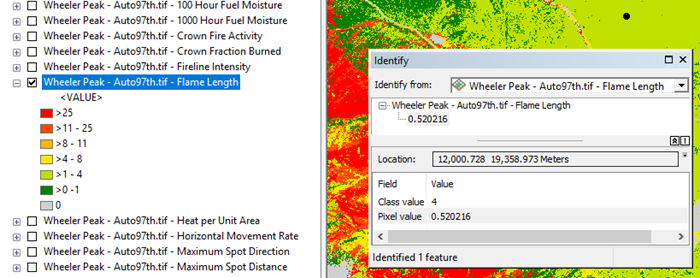 Wheeler Peak - Auto97th.tif - 100 Hour Fuel Moisture
Wheeler Peak - Auto97th.tif - 1000 Hour Fuel Moisture
Wheeler Peak - Auto97th.tif - Crown Fire Activity
Wheeler Peak - Auto97th.tif - Crown Fraction Burned
Wheeler Peak - Auto97th.tif - Fireline Intensity
Wheeler Peak - Auto97th.tif - Flame Length
<VALUE>
>25
>11 - 25
>8 - 11
>4 - 8
>1 - 4
>0 -1
0
Wheeler Peak - Auto97th.tif - Heat per Unit Area
Wheeler Peak - Auto97th.tif - Horizontal Movement Rate
Wheeler Peak - Auto97th.tif - Maximum Spot Direction
Wheeler Peak - Auto97th.tif - Maximum Spot Distance
Identify
Identify from: Wheeler Peak - Auto97th.tif - Flame Length
Wheeler Peak - Auto97th.tif - Flame Length
0.520216
Location: 12,000.728 19,358.973 Meters
Field Value
Class value 4
Pixel value 0.520216
Identified 1 feature